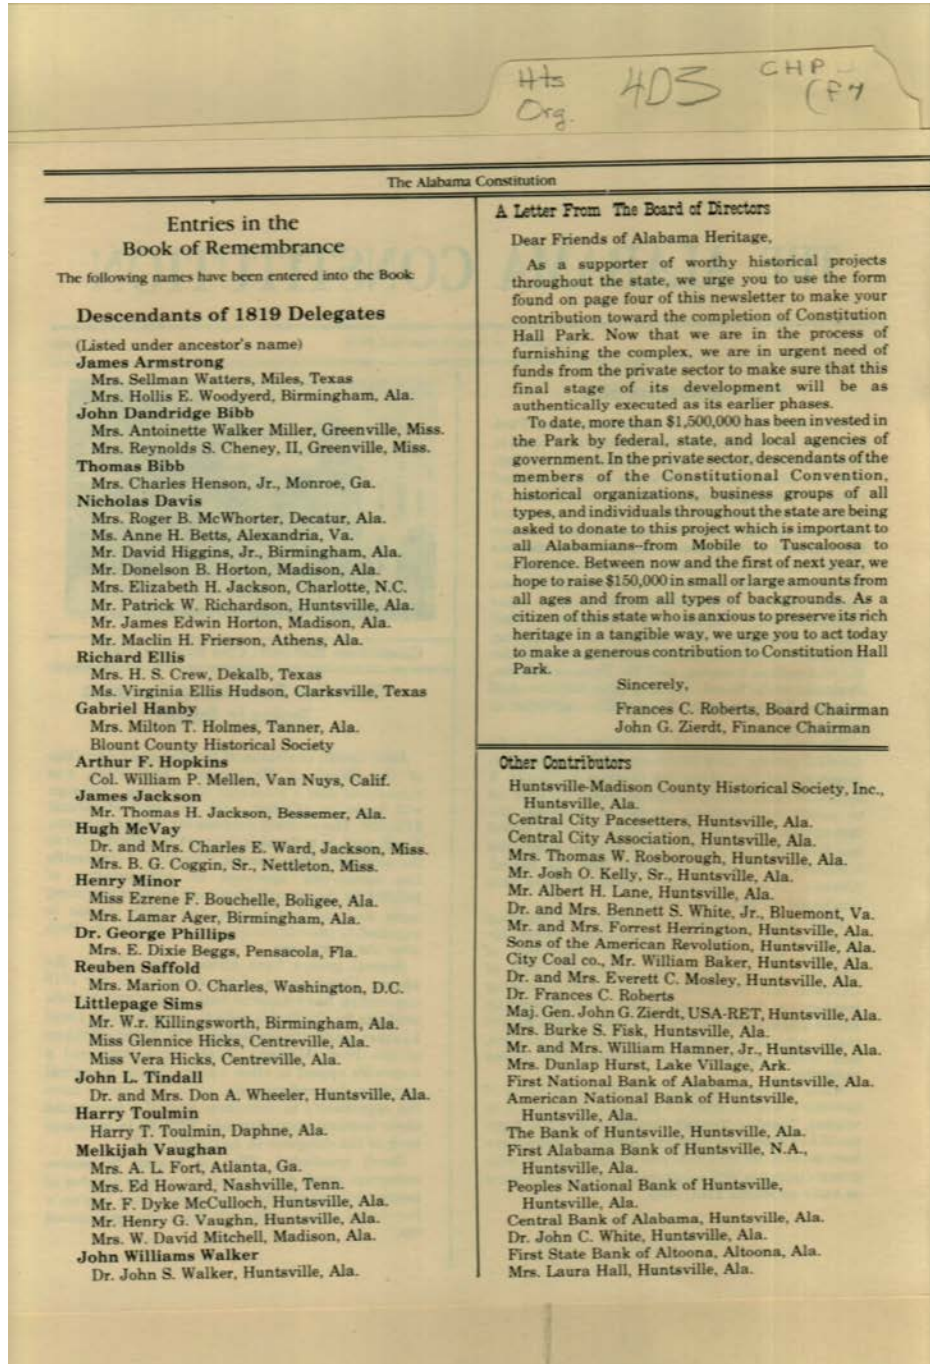 Hts
Org.
403
CHP
The Alabama Constitution
Entries in the
Book of Remembrance
The following names have been entered into the Book:
Descendants of 1819 Delegates
(Listed under ancestor's name)
James Armstrong
Mrs. Sellman Watters, Miles, Texas
Mrs. Hollis E. Woodyerd, Birmingham, Ala.
John Dandridge Bibb
Mrs. Antoinette Walker Miller, Greenville, Miss.
Mrs. Reynolds S. Cheney, II, Greenville, Miss.
Thomas Bibb
Mrs. Charles Henson, Jr., Monroe, Ga.
Nicholas Davis
Mrs. Roger B. McWhorter, Decatur, Ala.
Ms. Anne H. Betts, Alexandria, Va.
Mr. David Higgins, Jr., Birmingham, Ala.
Mr. Donelson B. Horton, Madison, Ala.
Mrs. Elizabeth H. Jackson, Charlotte, N.C.
Mr. Patrick W. Richardson, Huntsville, Ala.
Mr. James Edwin Horton, Madison, Ala.
Mr. Maclin H. Frierson, Athens, Ala.
Richard Ellis
Mrs. H. S. Crew, Dekalb, Texas
Ms. Virginia Ellis Hudson, Clarksville, Texas
Gabriel Hanby
Mrs. Milton T. Holmes, Tanner, Ala.
Blount County Historical Society
Arthur F. Hopkins
Col. William P. Mellen, Van Nuys, Calif.
James Jackson
Mr. Thomas H. Jackson, Bessemer, Ala.
Hugh McVay
Dr. and Mrs. Charles E. Ward, Jackson, Miss.
Mrs. B. G. Coggin, Sr., Nettleton, Miss.
Henry Minor
Miss Ezrene F. Bouchelle, Boligee, Ala.
Mrs. Lamar Ager, Birmingham, Ala.
Dr. George Phillips
Mrs. E. Dixie Beggs, Pensacola, Fla.
Reuben Saffold
Mrs. Marion O. Charles, Washington, D.C.
Littlepage Sims
Mr. W.r. Killingsworth, Birmingham, Ala.
Miss Glennice Hicks, Centreville, Ala.
Miss Vera Hicks, Centreville, Ala.
John L. Tindall
Dr. and Mrs. Don A. Wheeler, Huntsville, Ala.
Harry Toulmin
Harry T. Toulmin, Daphne, Ala.
Melkijah Vaughan
Mrs. A. L. Fort, Atlanta, Ga.
Mrs. Ed Howard, Nashville, Tenn.
Mr. F. Dyke McCulloch, Huntsville, Ala.
Mr. Henry G. Vaughn, Huntsville, Ala.
Mrs. W. David Mitchell, Madison, Ala.
John Williams Walker
Dr. John S. Walker, Huntsville, Ala.
A Letter From The Board of Directors
Dear Friends of Alabama Heritage,
As a supporter of worthy historical projects
throughout the state, we urge you to use the form
found on page four of this newsletter to make your
contribution toward the completion of Constitution
Hall Park. Now that we are in the process of
furnishing the complex, we are in urgent need of
funds from the private sector to make sure that this
final stage of its development will be as
authentically executed as its earlier phases.
To date, more than $1,500,000 has been invested in
the Park by federal, state, and local agencies of
government. In the private sector, descendants of the
members of the Constitutional Convention,
historical organizations, business groups of all
types, and individuals throughout the state are being
asked to donate to this project which is important to
all Alabamians--from Mobile to Tuscaloosa to
Florence. Between now and the first of next year, we
hope to raise $150,000 in small or large amounts from
all ages and from all types of backgrounds. As a
citizen of this state who is anxious to preserve its rich
heritage in a tangible way, we urge you to act today
to make a generous contribution to Constitution Hall
Park.
Sincerely,
Frances C. Roberts, Board Chairman
John G. Zierdt, Finance Chairman
Other Contributors
Huntsville-Madison County Historical Society, Inc.,
Huntsville, Ala.
Central City Pacesetters, Huntsville, Ala.
Central City Association, Huntsville, Ala.
Mrs. Thomas W. Rosborough, Huntsville, Ala.
Mr. Josh O. Kelly, Sr., Huntsville, Ala.
Mr. Albert H. Lane, Huntsville, Ala.
Dr. and Mrs. Bennett S. White, Jr., Bluemont, Va.
Mr. and Mrs. Forrest Herrington, Huntsville, Ala.
Sons of the American Revolution, Huntsville, Ala.
City Coal co., Mr. William Baker, Huntsville, Ala.
Dr. and Mrs. Everett C. Mosley, Huntsville, Ala.
Dr. Frances C. Roberts
Maj. Gen. John G. Zierdt, USA-RET, Huntsville, Ala.
Mrs. Burke S. Fisk, Huntsville, Ala.
Mr. and Mrs. William Hamner, Jr., Huntsville, Ala.
Mrs. Dunlap Hurst, Lake Village, Ark.
First National Bank of Alabama, Huntsville, Ala.
American National Bank of Huntsville,
Huntsville, Ala.
The Bank of Huntsville, Huntsville, Ala.
First Alabama Bank of Huntsville, N.A.,
Huntsville, Ala.
Peoples National Bank of Huntsville,
Huntsville, Ala.
Central Bank of Alabama, Huntsville, Ala.
Dr. John C. White, Huntsville, Ala.
First State Bank of Altoona, Altoona, Ala.
Mrs. Laura Hall, Huntsville, Ala.